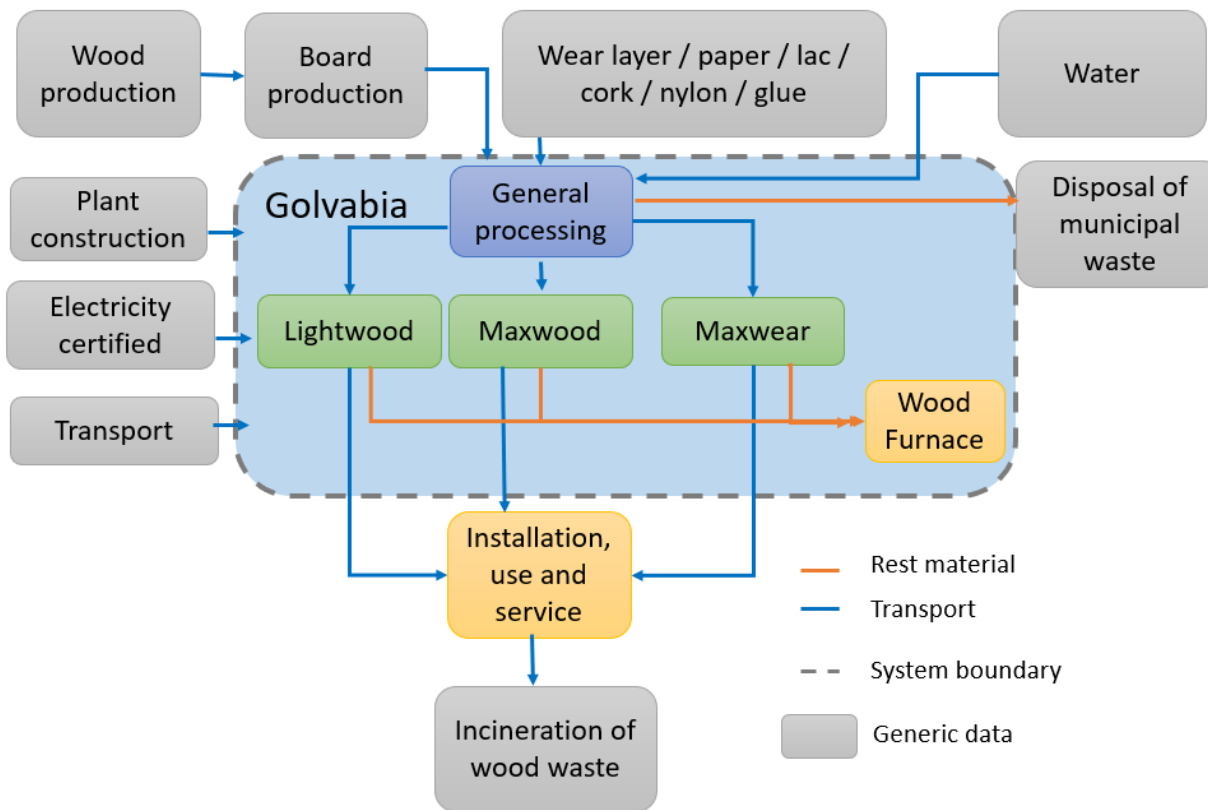 Wood
production
Board
production
Wear layer / paper / lac /
cork / nylon / glue
Water
Plant
construction
Golvabia
General
processing
Disposal of
municipal
waste
Electricity
certified
Lightwood
Maxwood
Maxwear
Transport
Wood
Furnace
Installation,
use and
service
Incineration of
wood waste
Rest material
Transport
System boundary
Generic data